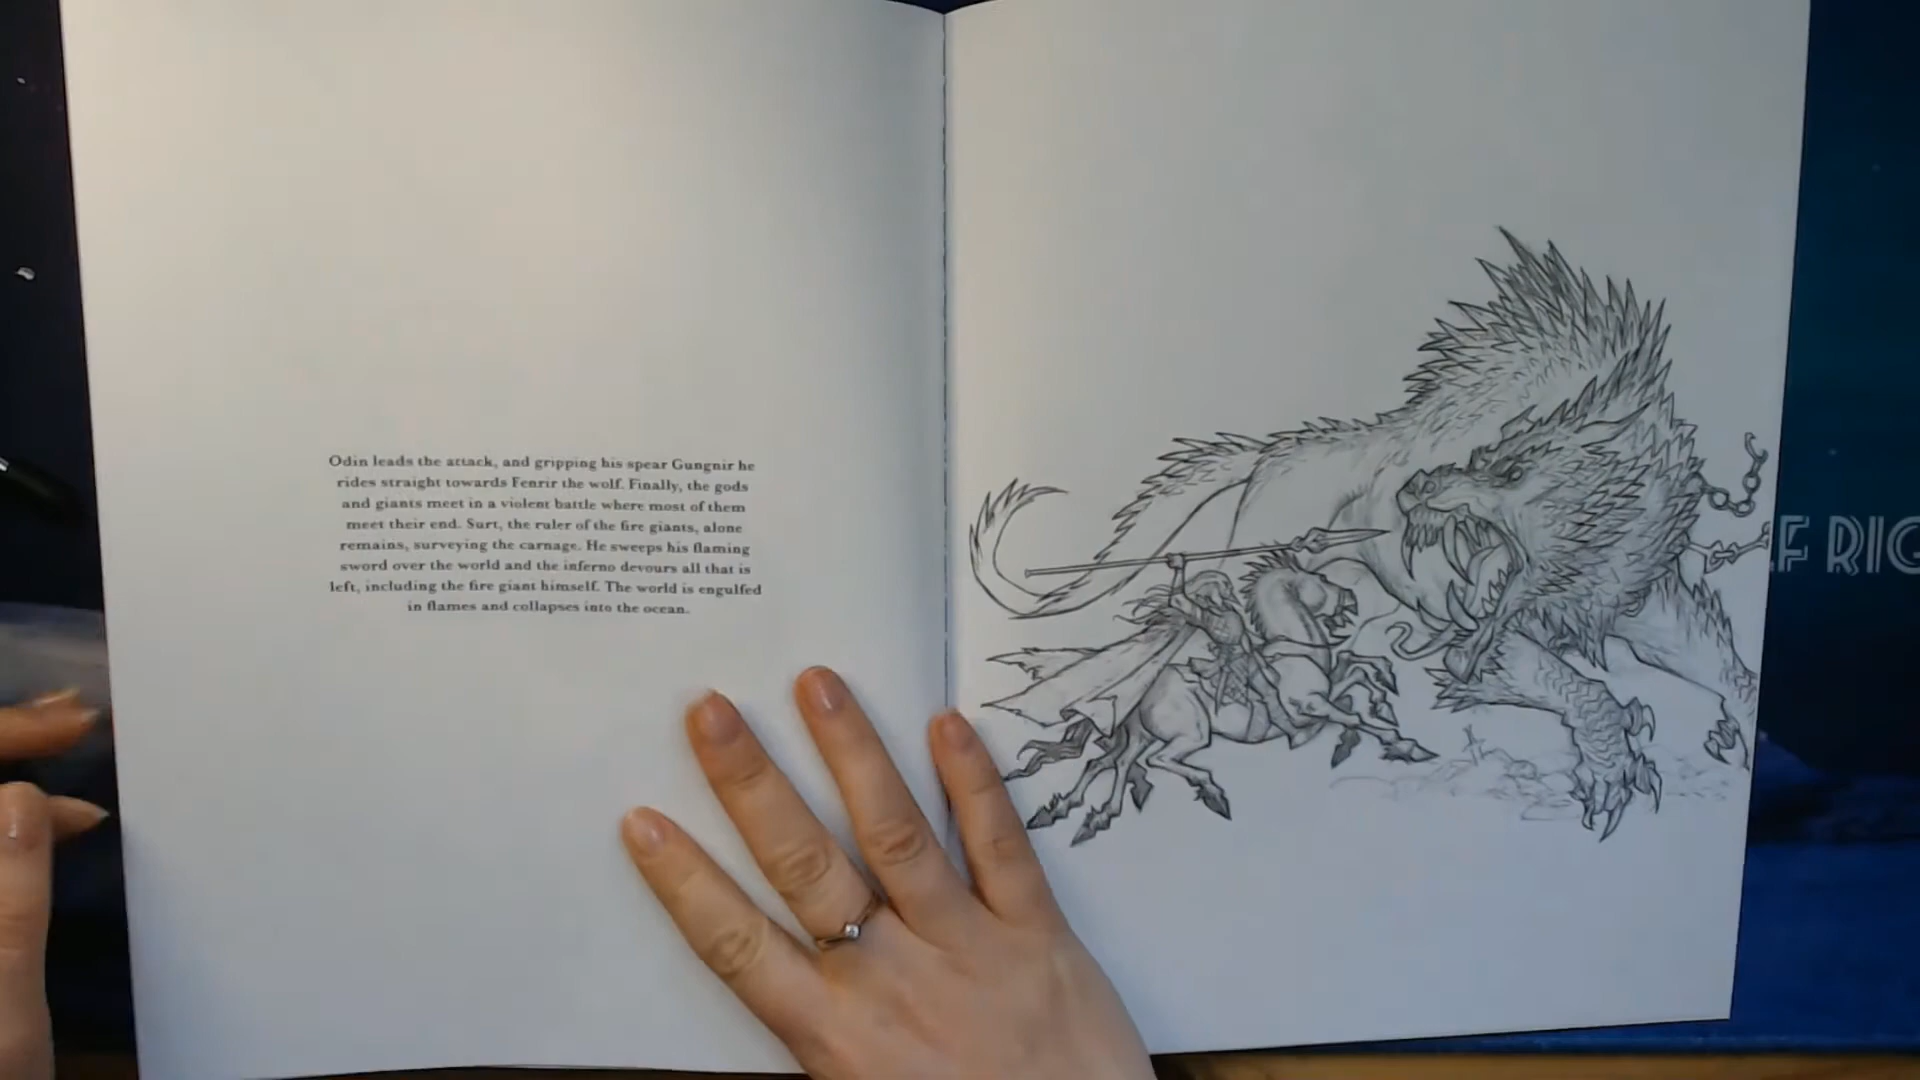 Odin leads the attack, and gripping his spear Gungnir he
rides straight towards Fenrir the wolf. Finally, the gods
and giants meet in a violent battle where most of them
meet their end. Surt, the ruler of the fire giants, alone
remains, surveying the carnage. He sweeps his flaming
sword over the world and the inferno devours all that is
left, including the fire giant himself. The world is engulfed
in flames and collapses into the ocean.